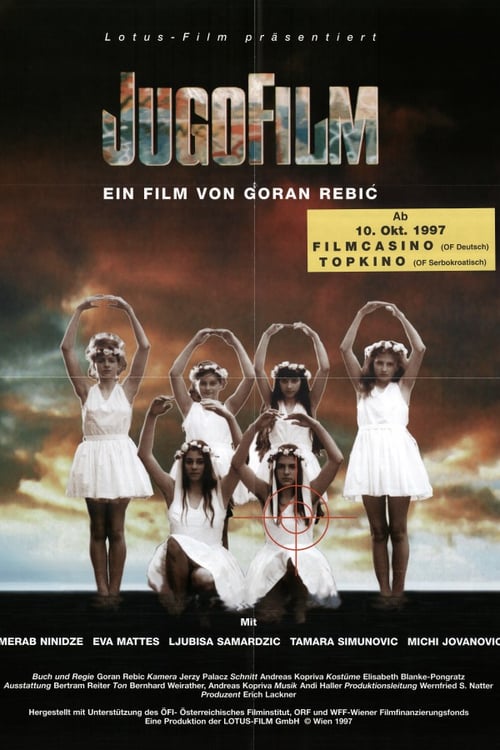 Lotus-Film präsentiert
JUGOFILM
EIN FILM VON GORAN REBIĆ
Ab
10. Okt. 1997
FILMCASINO (OF Deutsch)
TOPKINO (OF Serbokroatisch)
Mit
MERAB NINIDZE EVA MATTES LJUBISA SAMARDZIC TAMARA SIMUNOVIC MICHI JOVANOVIC
Buch und Regie Goran Rebic Kamera Jerzy Palacz Schnitt Andreas Kopriva Kostüme Elisabeth Blanke-Pongratz
Ausstattung Bertram Reiter Ton Bernhard Weirather, Andreas Kopriva Musik Andi Haller Produktionsleitung Wernfried S. Natter
Produzent Erich Lackner
Hergestellt mit Unterstützung des ÖFI- Österreischisches Filminstitut, ORF und WFF-Wiener Filmfinanzierungsfonds
Eine Produktion der LOTUS-FILM GmbH © Wien 1997